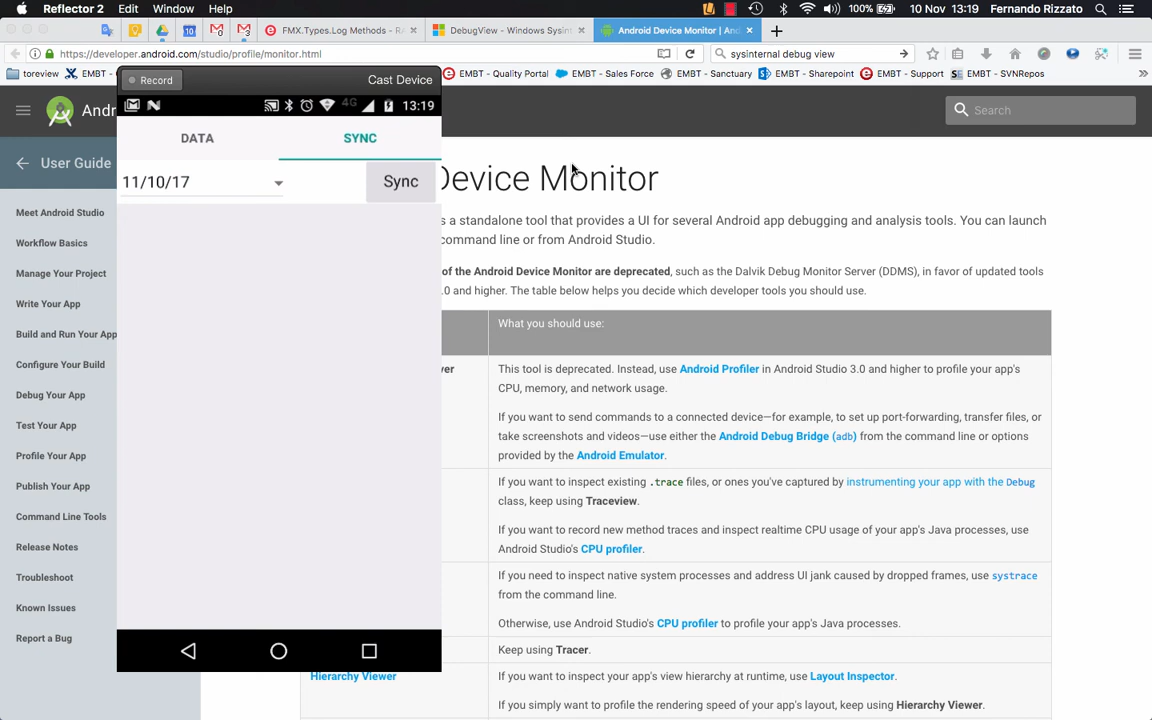 Reflector 2 Edit Window Help 100% 10 Nov 13:19 Fernando Rizzato
FMX.Types.Log Methods - RA DebugView - Windows Sysint Android Device Monitor | And
https://developer.android.com/studio/profile/monitor.html sysinternal debug view
toreview EMBT - EMBT - Quality Portal EMBT - Sales Force EMBT - Sanctuary EMBT - Sharepoint EMBT - Support EMBT - SVNRepos
Record Cast Device
Andr Search
4G 13:19
DATA SYNC
User Guide
11/10/17 Sync
Device Monitor
Meet Android Studio
s a standalone tool that provides a UI for several Android app debugging and analysis tools. You can launch
Workflow Basics
command line or from Android Studio.
Manage Your Project
of the Android Device Monitor are deprecated, such as the Dalvik Debug Monitor Server (DDMS), in favor of updated tools
.0 and higher. The table below helps you decide which developer tools you should use.
Write Your App
What you should use:
Build and Run Your App
Configure Your Build
ver This tool is deprecated. Instead, use Android Profiler in Android Studio 3.0 and higher to profile your app's
CPU, memory, and network usage.
Debug Your App
If you want to send commands to a connected device—for example, to set up port-forwarding, transfer files, or
Test Your App
take screenshots and videos—use either the Android Debug Bridge (adb) from the command line or options
Profile Your App
provided by the Android Emulator.
Publish Your App
If you want to inspect existing .trace files, or ones you've captured by instrumenting your app with the Debug
class, keep using Traceview.
Command Line Tools
If you want to record new method traces and inspect realtime CPU usage of your app's Java processes, use
Release Notes
Android Studio's CPU profiler.
Troubleshoot
If you need to inspect native system processes and address UI jank caused by dropped frames, use systrace
from the command line.
Known Issues
Otherwise, use Android Studio's CPU profiler to profile your app's Java processes.
Report a Bug
Keep using Tracer.
Hierarchy Viewer If you want to inspect your app's view hierarchy at runtime, use Layout Inspector.
If you simply want to profile the rendering speed of your app's layout, keep using Hierarchy Viewer.